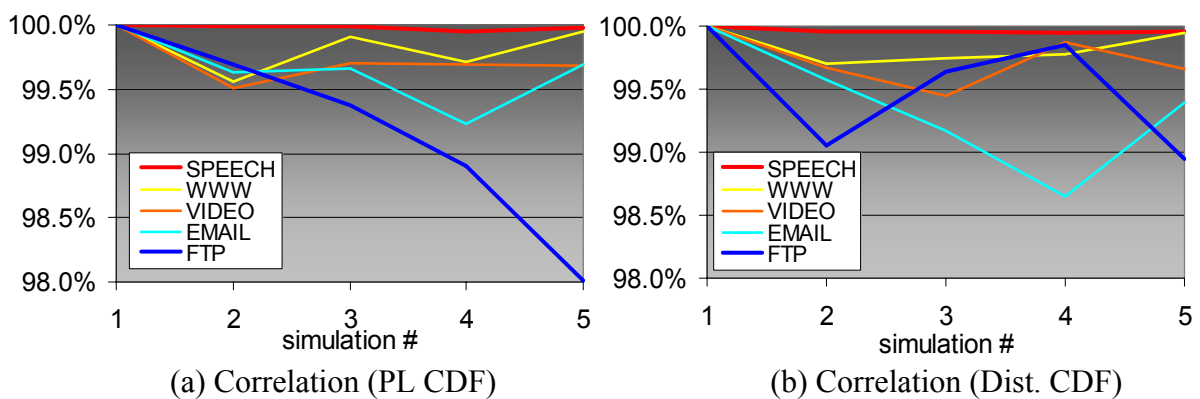 100.0%
99.5%
99.0%
98.5%
98.0%
SPEECH
WWW
VIDEO
EMAIL
FTP
1 2 3 4 5
simulation #
(a) Correlation (PL CDF)
100.0%
99.5%
99.0%
98.5%
98.0%
SPEECH
WWW
VIDEO
EMAIL
FTP
1 2 3 4 5
simulation #
(b) Correlation (Dist. CDF)